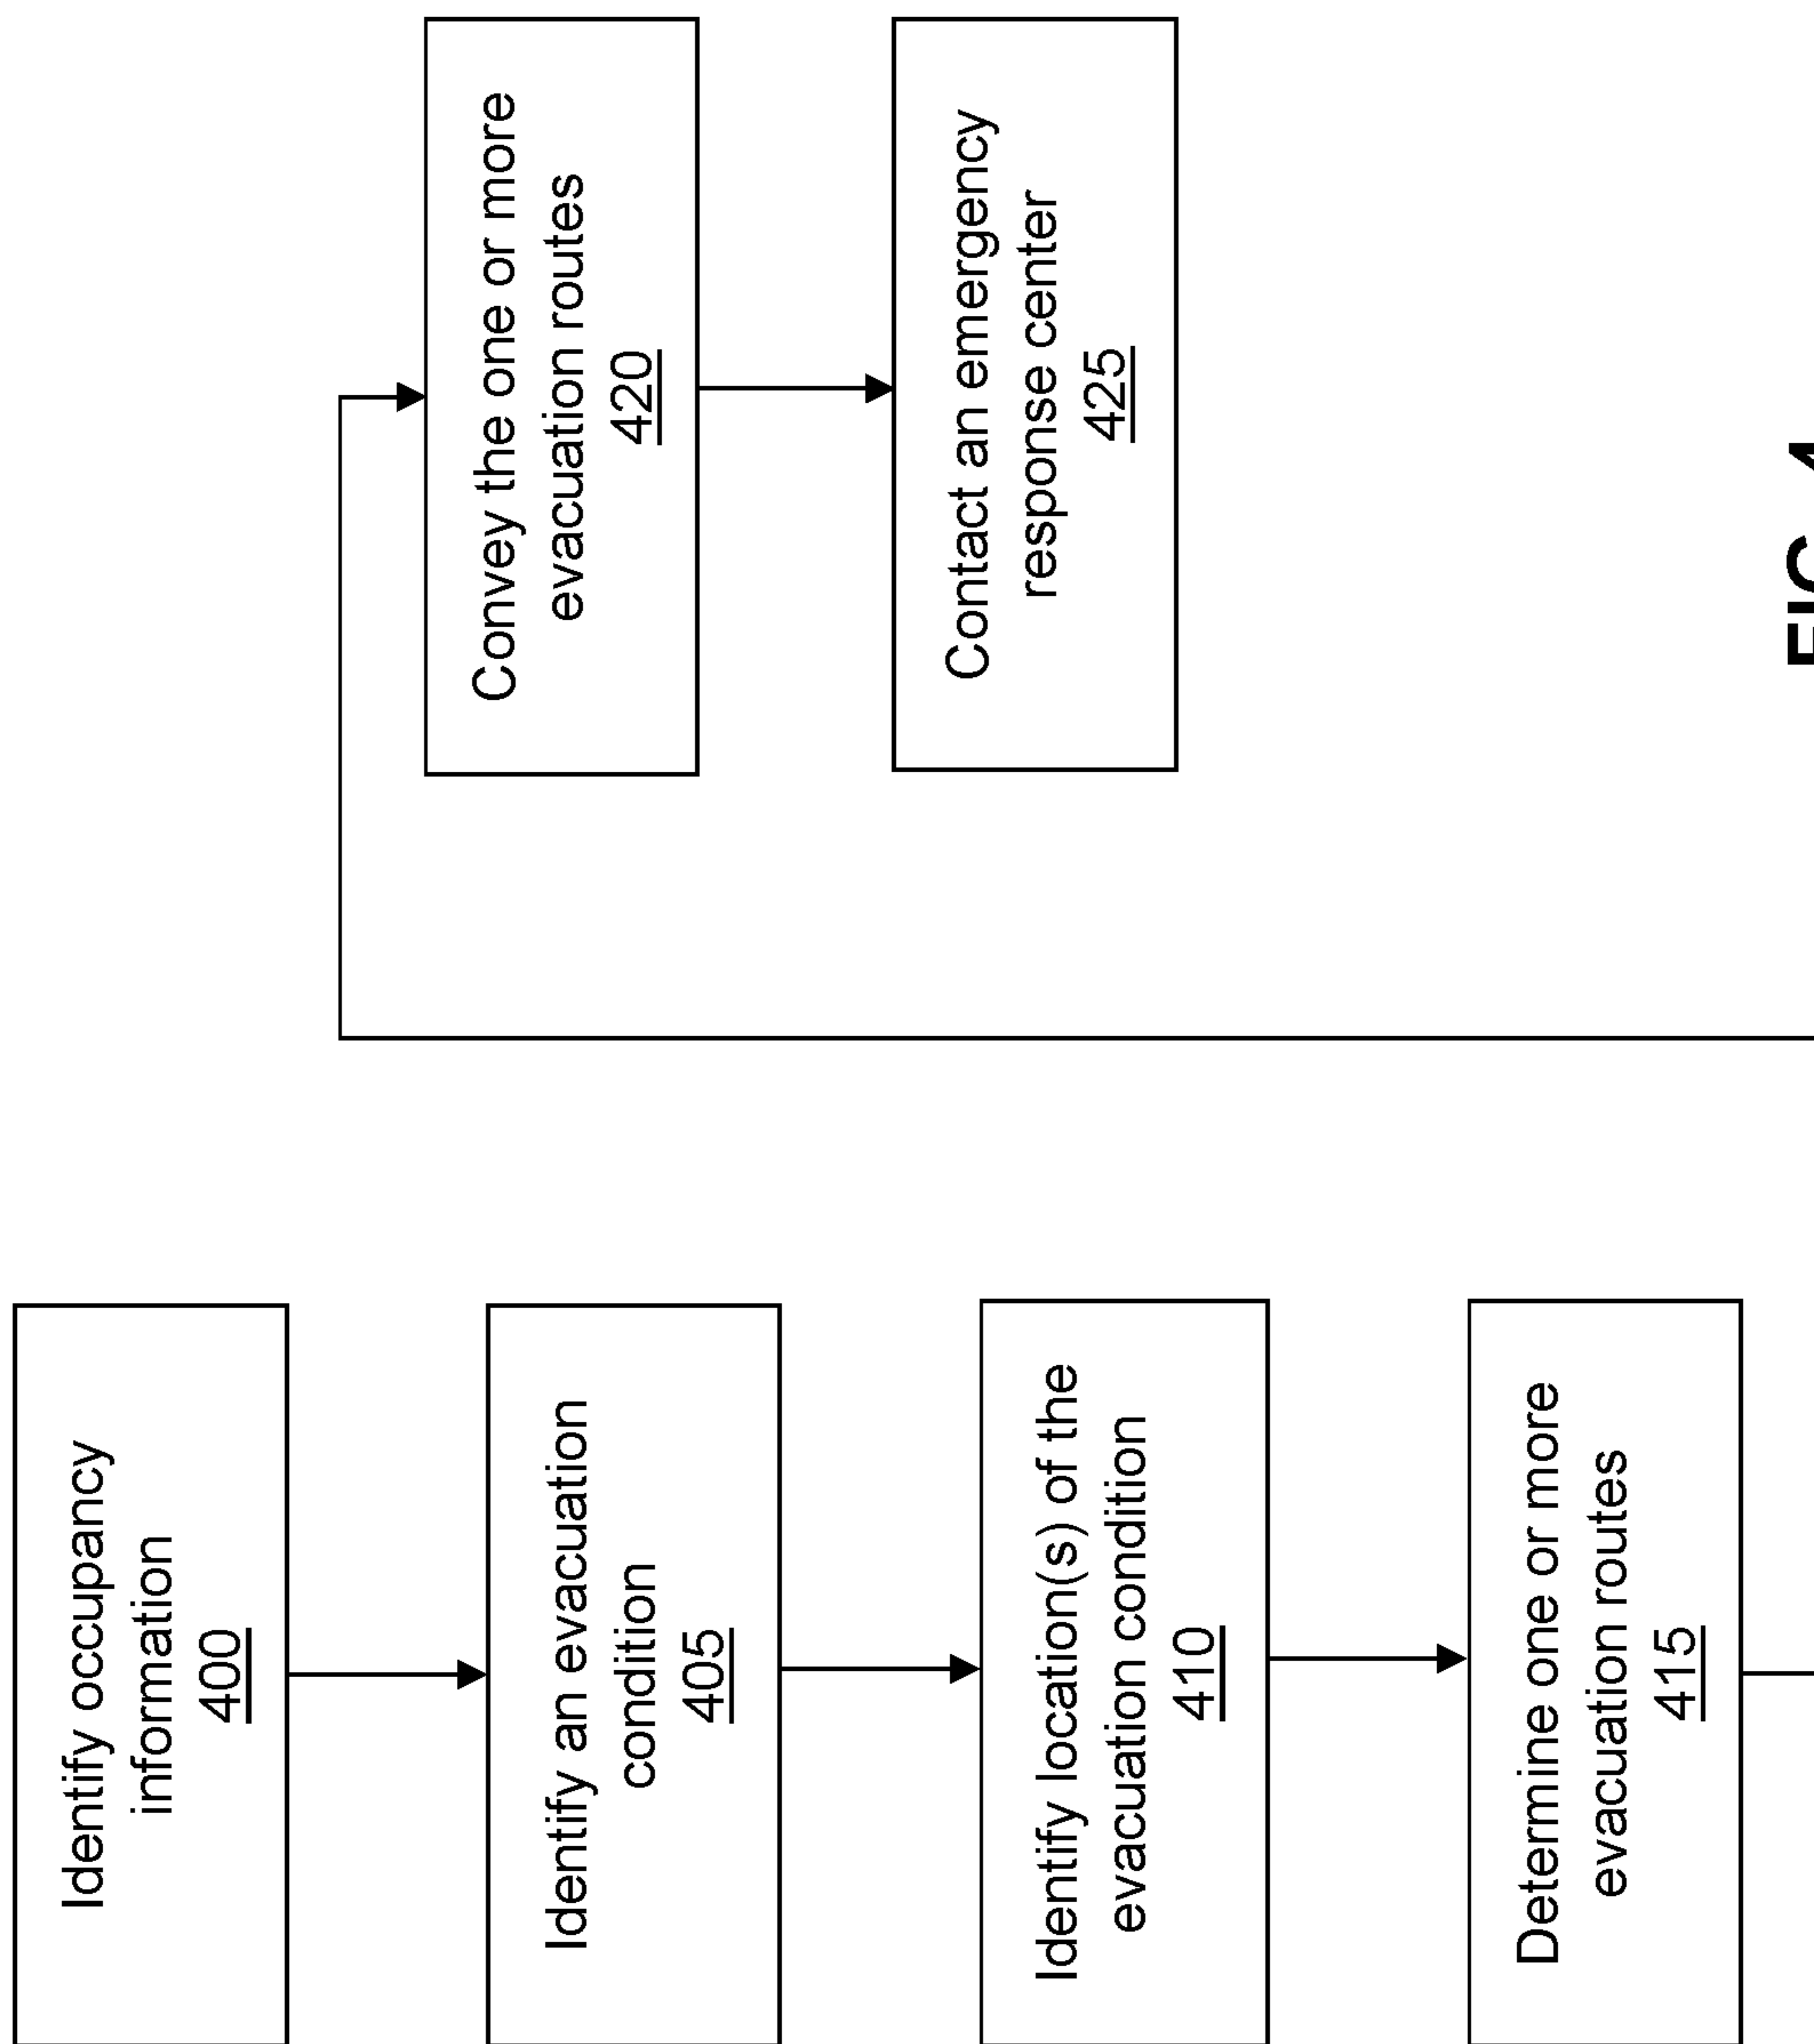 Identify occupancy
information
400
Identify an evacuation
condition
405
Identify location(s) of the
evacuation condition
410
Determine one or more
evacuation routes
415
Convey the one or more
evacuation routes
420
Contact an emergency
response center
425